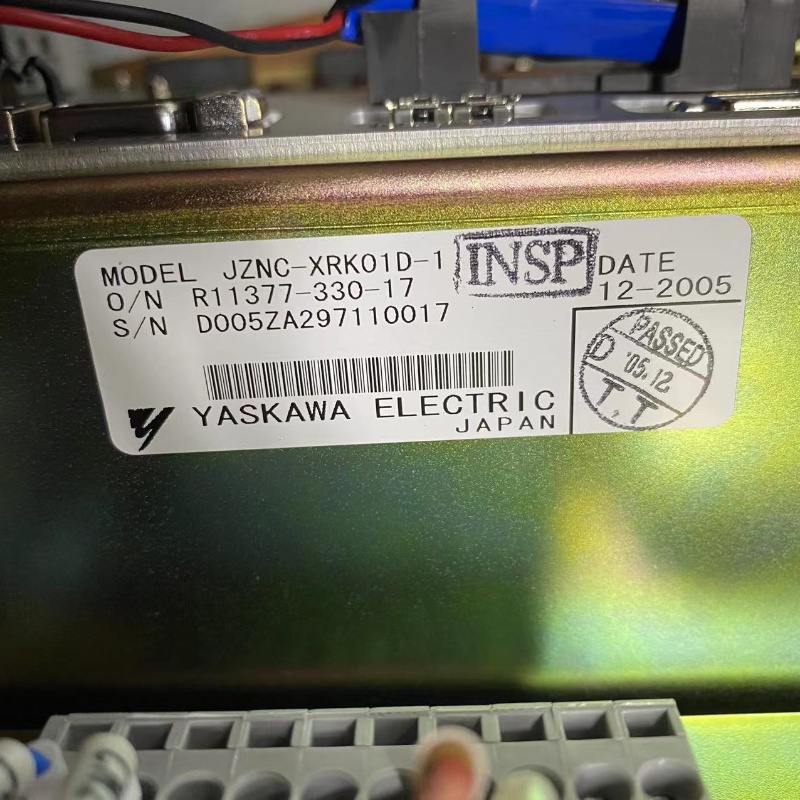 MODEL JZNC-XRK01D-1
INSP
DATE
12-2005
O/N R11377-330-17
S/N D005ZA297110017
PASSED
D '05.12
T.T
YASKAWA ELECTRIC
JAPAN